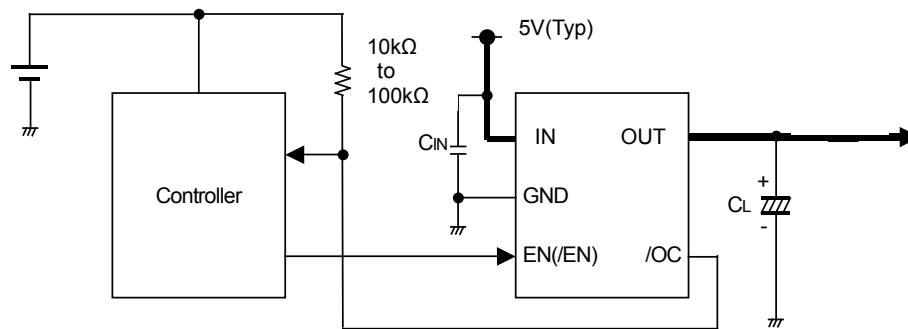 5V(Typ)
10kΩ
to
100kΩ
CIN
IN
OUT
Controller
GND
+
CL
-
EN(/EN)
/OC